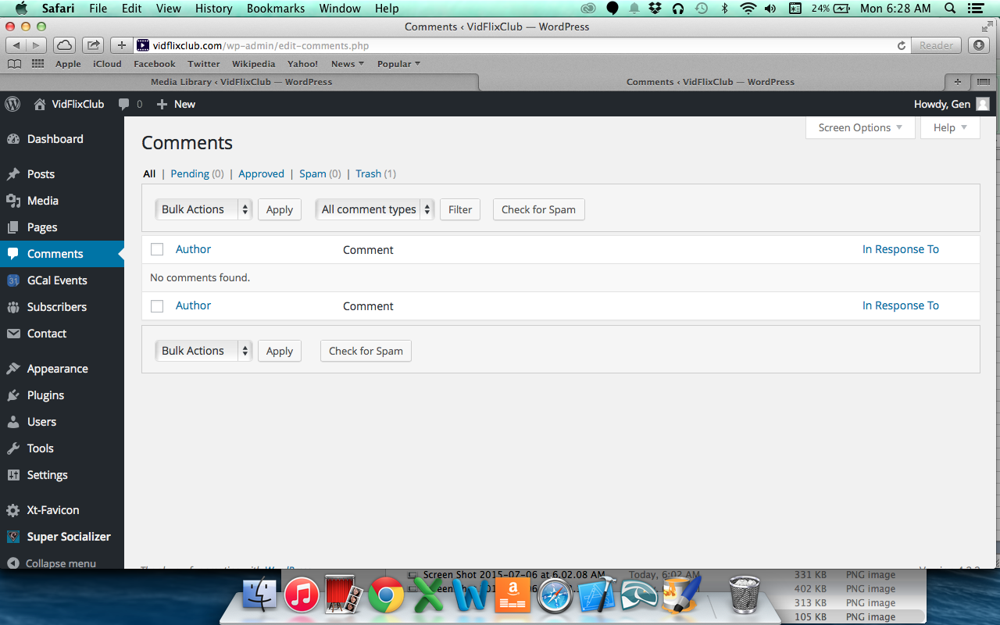 Safari File Edit View History Bookmarks Window Help 24% Mon 6:28 AM
Comments ‹ VidFlixClub — WordPress
vidflixclub.com/wp-admin/edit-comments.php Reader
Apple iCloud Facebook Twitter Wikipedia Yahoo! News Popular
Media Library ‹ VidFlixClub — WordPress Comments ‹ VidFlixClub — WordPress
VidFlixClub 0 + New Howdy, Gen
Screen Options Help
Dashboard
Posts
Media
Pages
Comments
GCal Events
31
Subscribers
Contact
Appearance
Plugins
Users
Tools
Settings
Xt-Favicon
Super Socializer
Collapse menu
Comments
All | Pending (0) | Approved | Spam (0) | Trash (1)
Bulk Actions Apply All comment types Filter Check for Spam
Author Comment In Response To
No comments found.
Author Comment In Response To
Bulk Actions Apply Check for Spam
Screen Shot 2015-07-06 at 6.02.08 AM Today, 6:02 AM 331 KB PNG image
402 KB PNG image
313 KB PNG image
105 KB PNG image